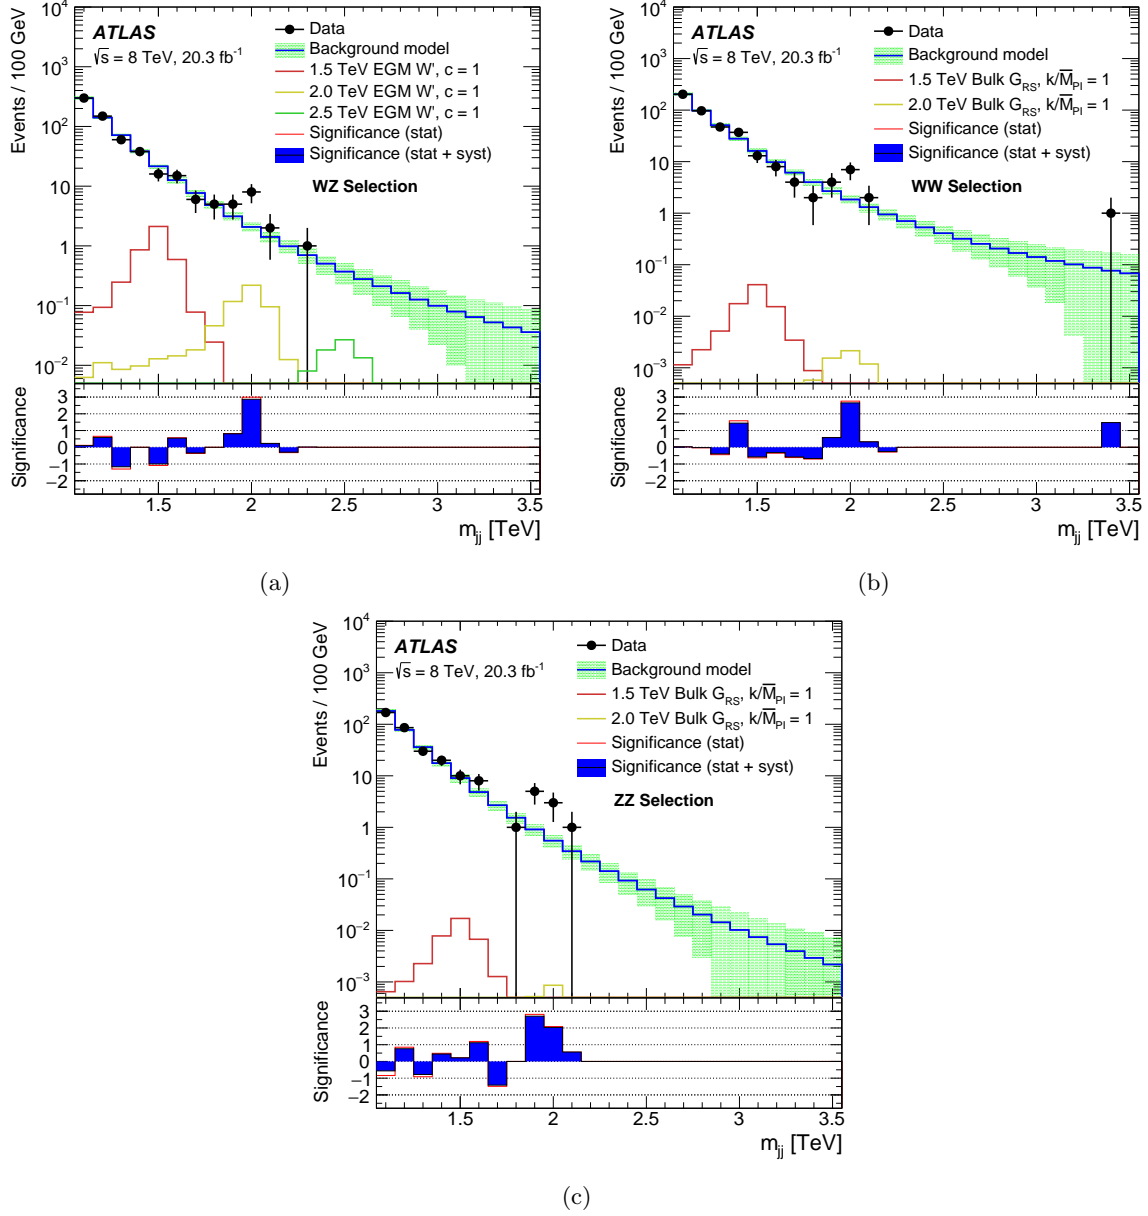 Events / 100 GeV
10⁴
10³
10²
10
1
10⁻¹
10⁻²
ATLAS
√s = 8 TeV, 20.3 fb⁻¹
Data
Background model
1.5 TeV EGM W', c = 1
2.0 TeV EGM W', c = 1
2.5 TeV EGM W', c = 1
Significance (stat)
Significance (stat + syst)
WZ Selection
Significance
3
2
1
0
−1
−2
1.5 2 2.5 3 3.5
m_jj [TeV]
(a)
Events / 100 GeV
10⁴
10³
10²
10
1
10⁻¹
10⁻²
10⁻³
ATLAS
√s = 8 TeV, 20.3 fb⁻¹
Data
Background model
1.5 TeV Bulk G_RS, k/M̅_Pl = 1
2.0 TeV Bulk G_RS, k/M̅_Pl = 1
Significance (stat)
Significance (stat + syst)
WW Selection
Significance
3
2
1
0
−1
−2
1.5 2 2.5 3 3.5
m_jj [TeV]
(b)
Events / 100 GeV
10⁴
10³
10²
10
1
10⁻¹
10⁻²
10⁻³
ATLAS
√s = 8 TeV, 20.3 fb⁻¹
Data
Background model
1.5 TeV Bulk G_RS, k/M̅_Pl = 1
2.0 TeV Bulk G_RS, k/M̅_Pl = 1
Significance (stat)
Significance (stat + syst)
ZZ Selection
Significance
3
2
1
0
−1
−2
1.5 2 2.5 3 3.5
m_jj [TeV]
(c)